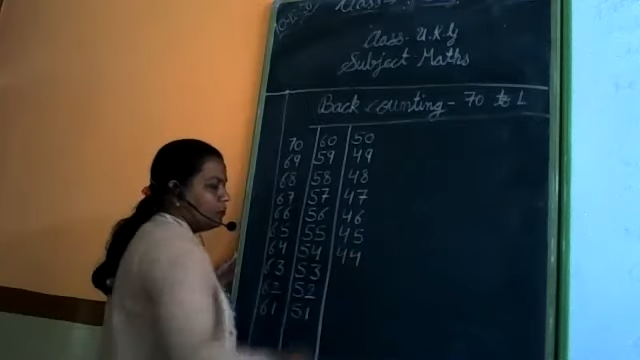 Class - U.K.G
Subject - Maths
Back counting - 70 to 1
70 60 50
69 59 49
68 58 48
67 57 47
66 56 46
65 55 45
64 54 44
63 53
62 52
61 51